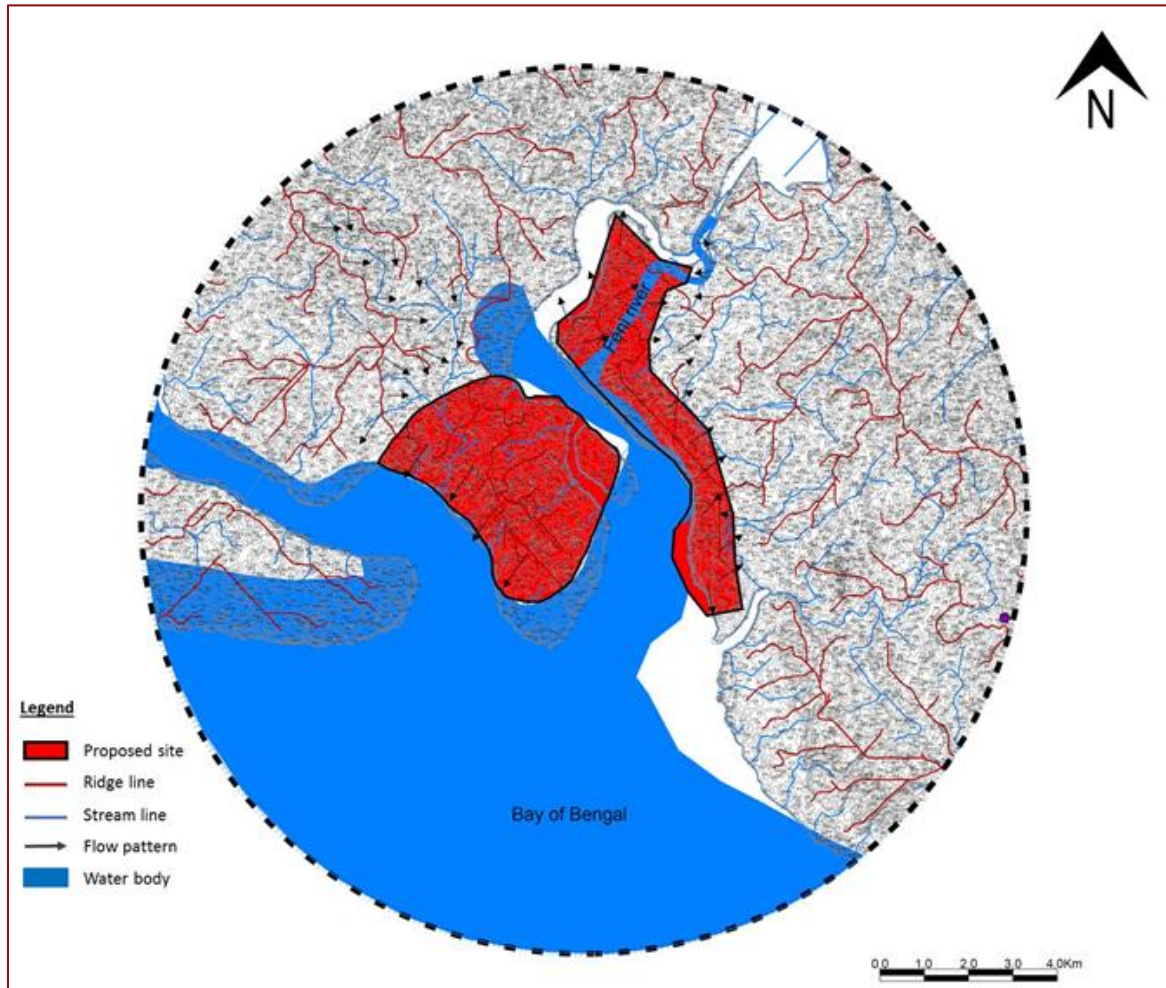 N
Feni river
Bay of Bengal
Legend
Proposed site
Ridge line
Stream line
Flow pattern
Water body
0.0 1.0 2.0 3.0 4.0Km